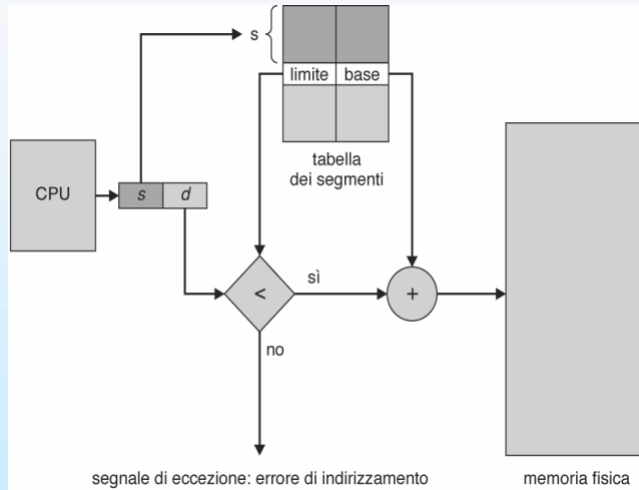 s
limite base
tabella
dei segmenti
CPU
s d
<
sì
+
no
segnale di eccezione: errore di indirizzamento
memoria fisica